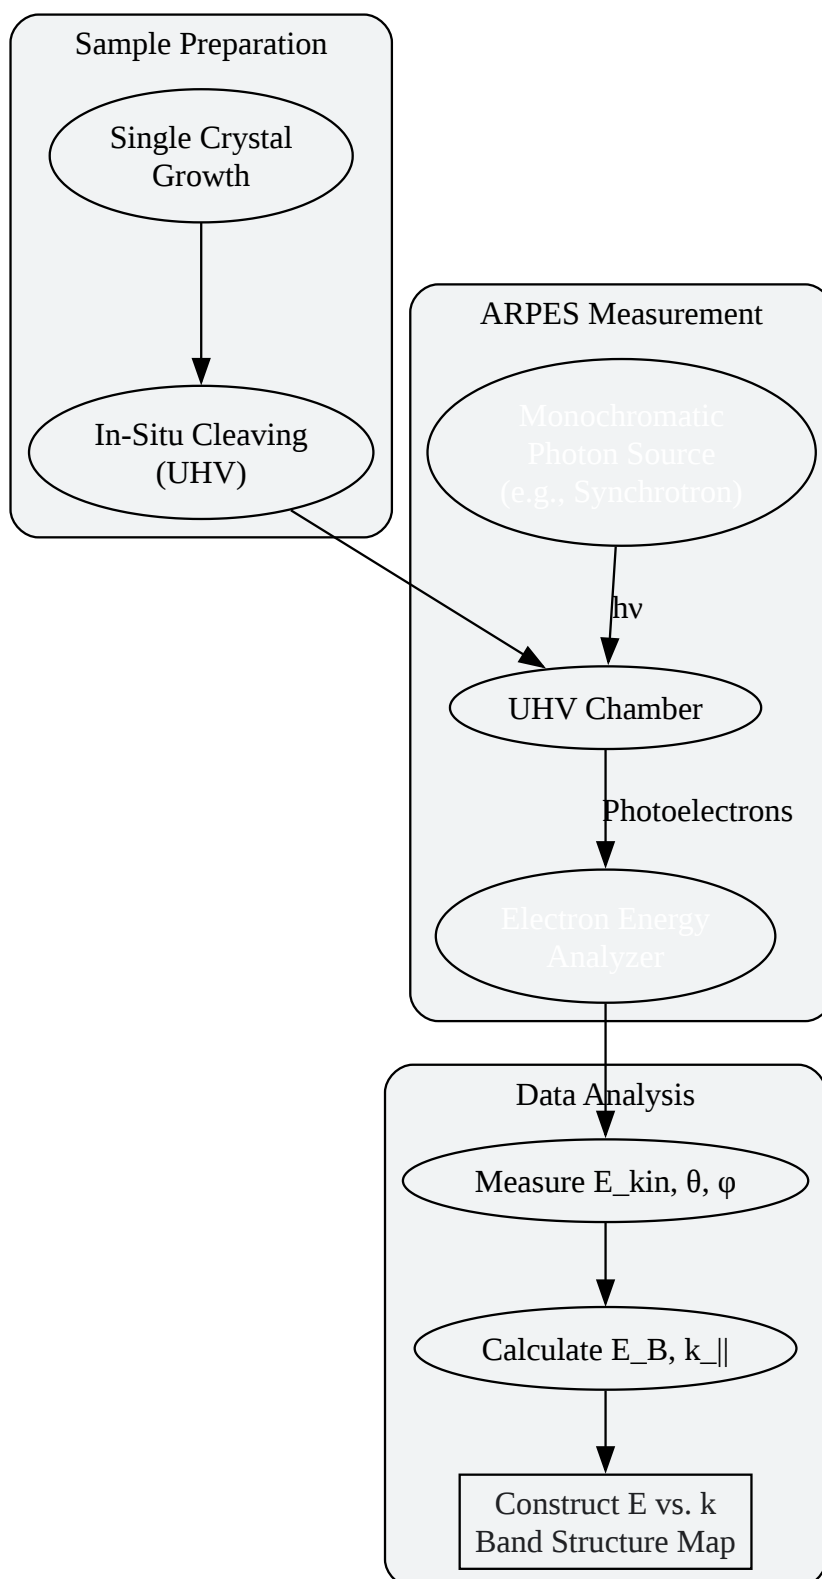 Sample Preparation
Single Crystal
Growth
In-Situ Cleaving
(UHV)
ARPES Measurement
Monochromatic
Photon Source
(e.g., Synchrotron)
hν
UHV Chamber
Photoelectrons
Electron Energy
Analyzer
Data Analysis
Measure E_kin, θ, φ
Calculate E_B, k_||
Construct E vs. k
Band Structure Map